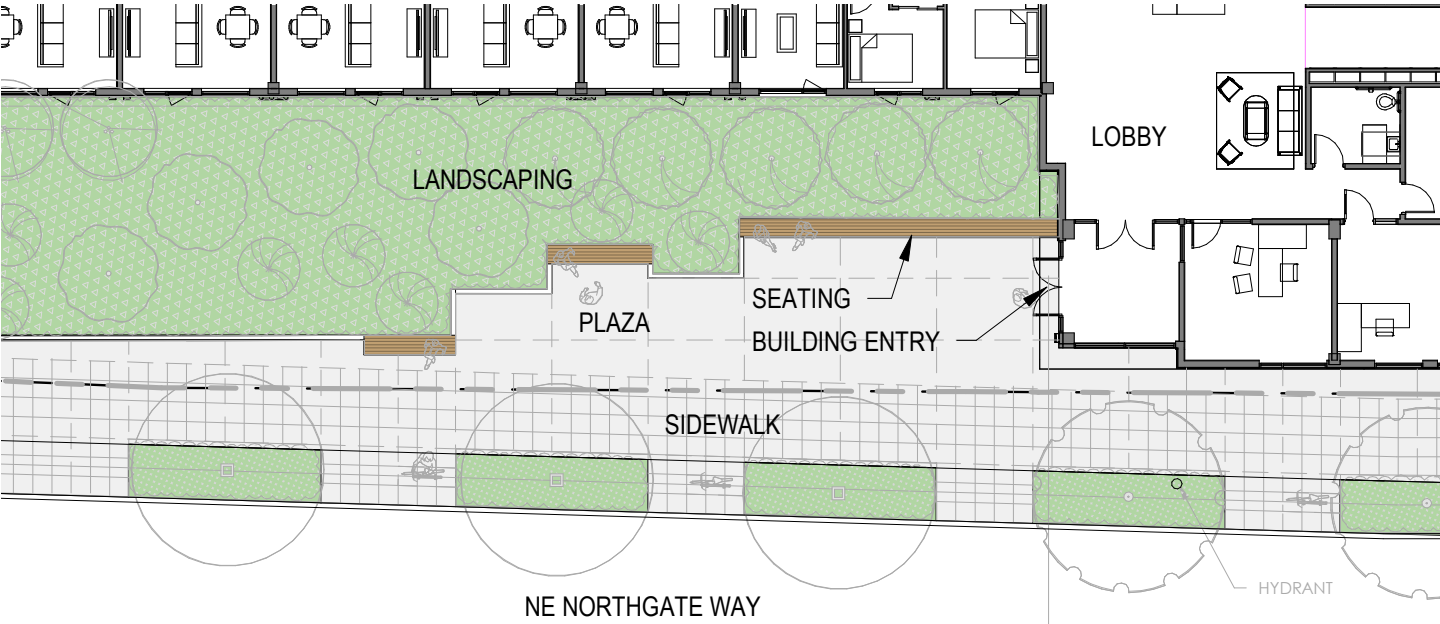 LOBBY
LANDSCAPING
SEATING
PLAZA
BUILDING ENTRY
SIDEWALK
HYDRANT
NE NORTHGATE WAY